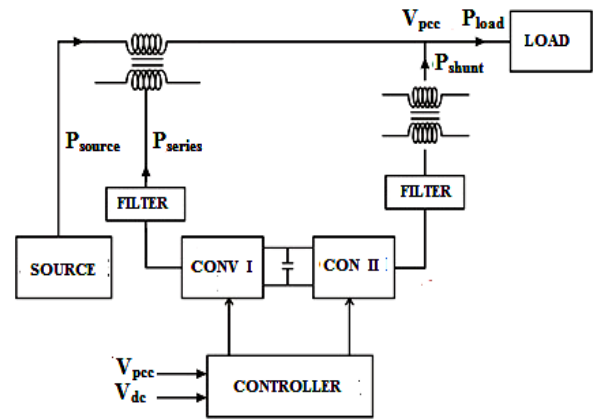 Vpcc
Pload
LOAD
Pshunt
Psource
Pseries
FILTER
FILTER
SOURCE
CONV I
CON II
Vpcc
Vdc
CONTROLLER